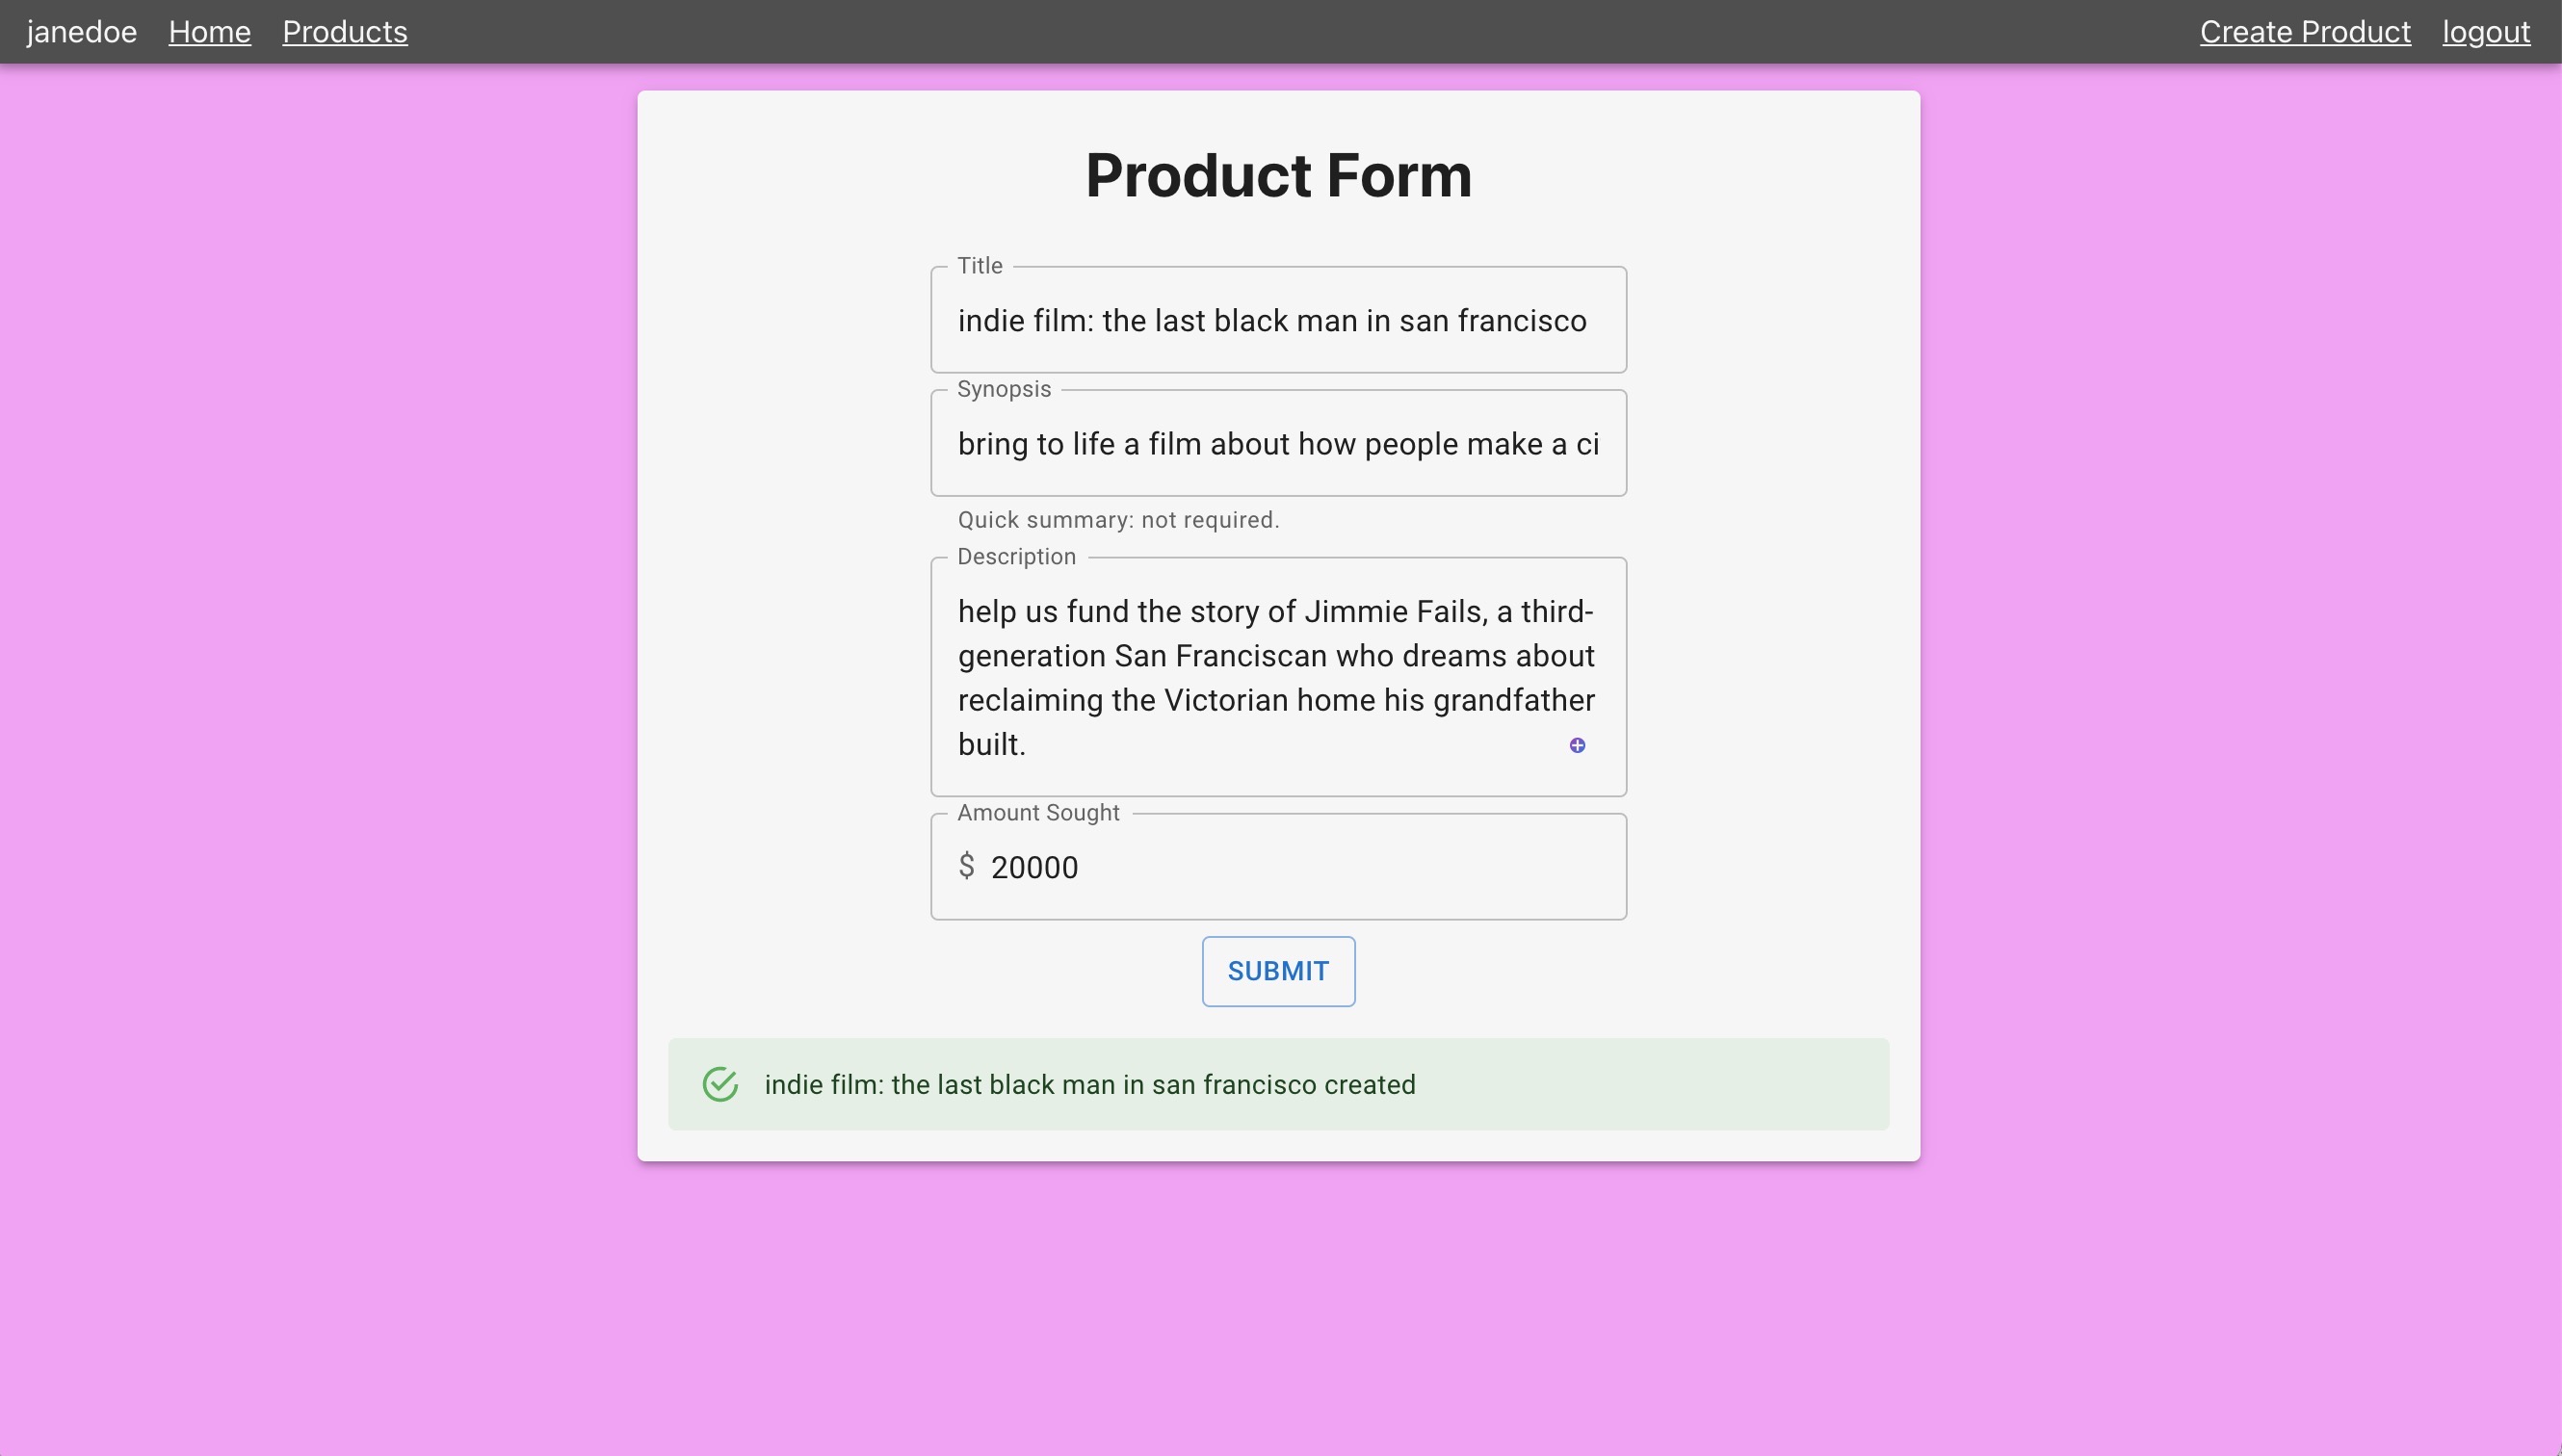 janedoe Home Products Create Product logout
Product Form
Title
indie film: the last black man in san francisco
Synopsis
bring to life a film about how people make a ci
Quick summary: not required.
Description
help us fund the story of Jimmie Fails, a third-
generation San Franciscan who dreams about
reclaiming the Victorian home his grandfather
built.
Amount Sought
$ 20000
SUBMIT
indie film: the last black man in san francisco created